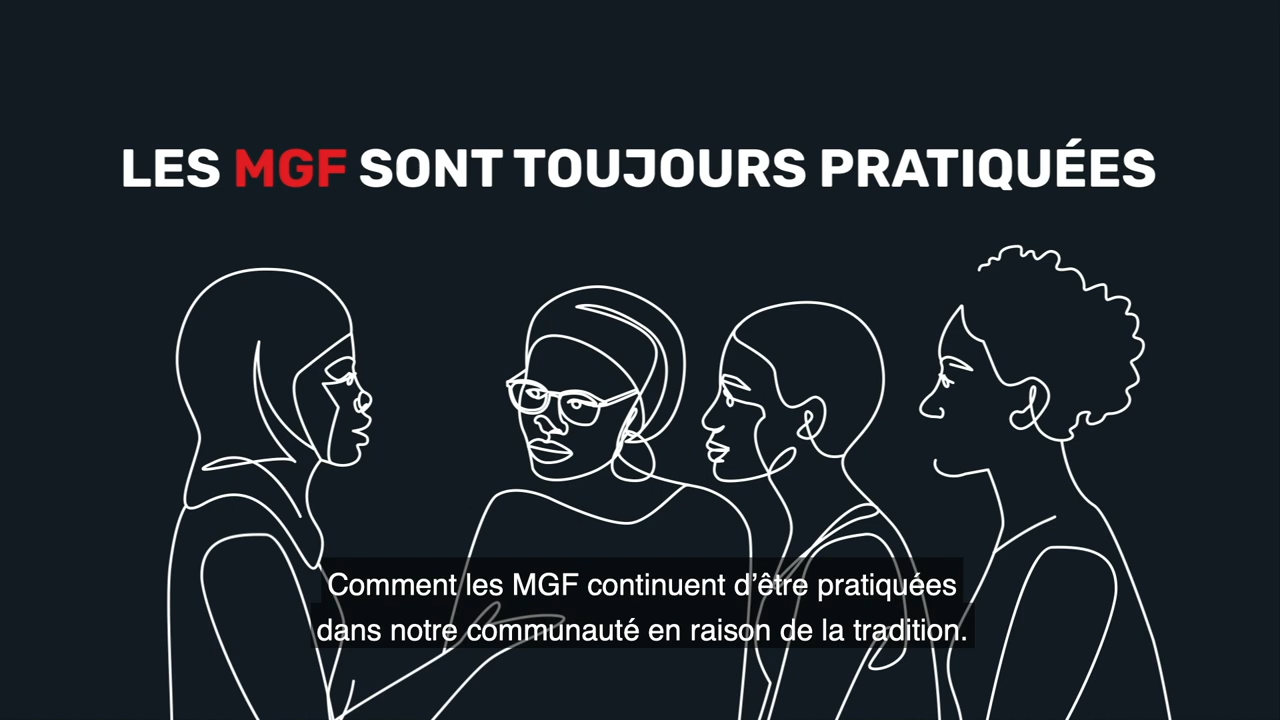 LES MGF SONT TOUJOURS PRATIQUÉES
Comment les MGF continuent d’être pratiquées
dans notre communauté en raison de la tradition.